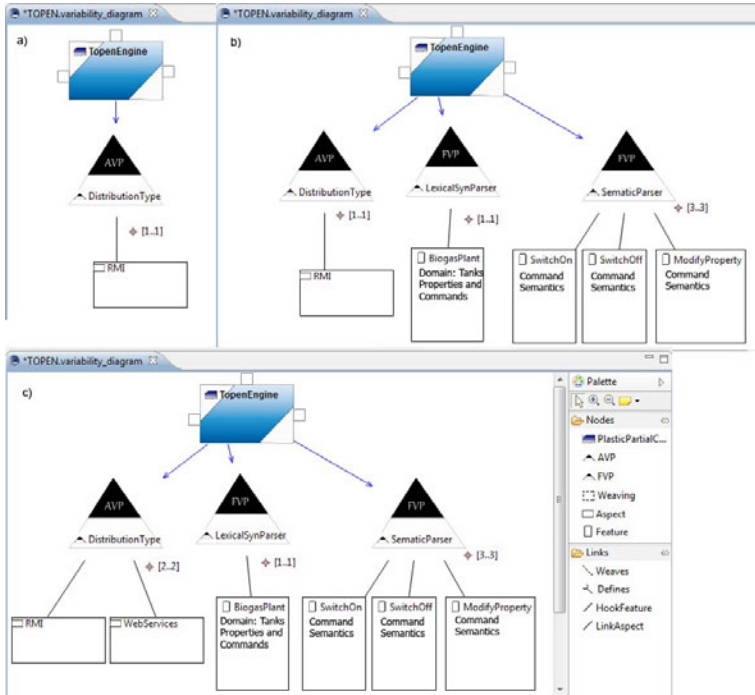 *TOPEN.variability_diagram
a)
TopenEngine
AVP
DistributionType
[1..1]
RMI
*TOPEN.variability_diagram
b)
TopenEngine
AVP
DistributionType
[1..1]
RMI
FVP
LexicalSynParser
[1..1]
BiogasPlant
Domain: Tanks
Properties and
Commands
FVP
SematicParser
[3..3]
SwitchOn
Command
Semantics
SwitchOff
Command
Semantics
ModifyProperty
Command
Semantics
*TOPEN.variability_diagram
c)
TopenEngine
AVP
DistributionType
[2..2]
RMI
WebServices
FVP
LexicalSynParser
[1..1]
BiogasPlant
Domain: Tanks
Properties and
Commands
FVP
SematicParser
[3..3]
SwitchOn
Command
Semantics
SwitchOff
Command
Semantics
ModifyProperty
Command
Semantics
Palette
Nodes
PlasticPartialC...
AVP
FVP
Weaving
Aspect
Feature
Links
Weaves
Defines
HookFeature
LinkAspect